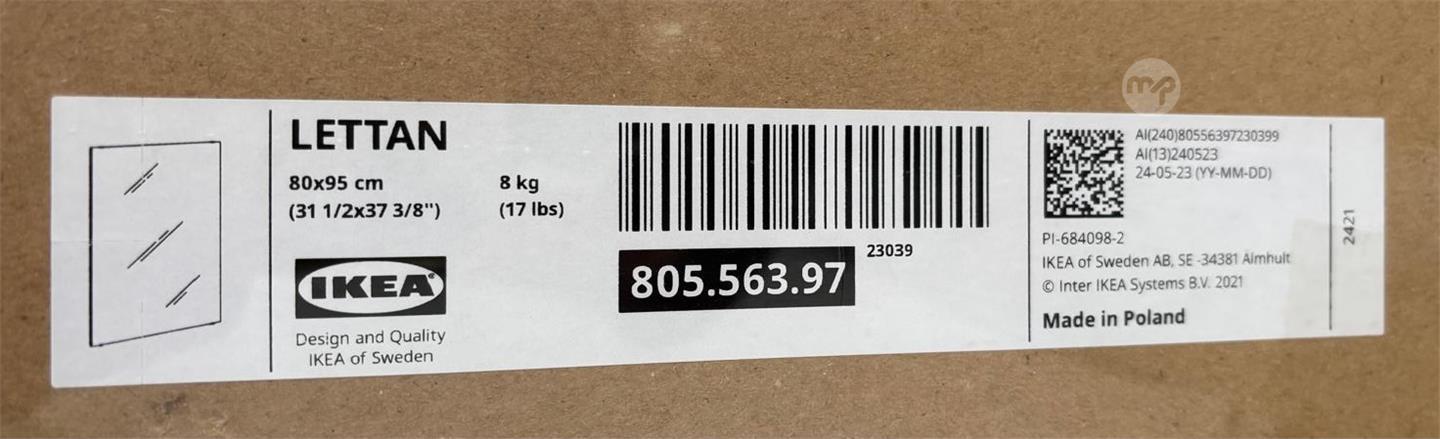 LETTAN
80x95 cm
(31 1/2x37 3/8")
8 kg
(17 lbs)
IKEA®
Design and Quality
IKEA of Sweden
23039
805.563.97
AI(240)80556397230399
AI(13)240523
24-05-23 (YY-MM-DD)
PI-684098-2
IKEA of Sweden AB, SE -34381 Älmhult
© Inter IKEA Systems B.V. 2021
Made in Poland
2421
mp